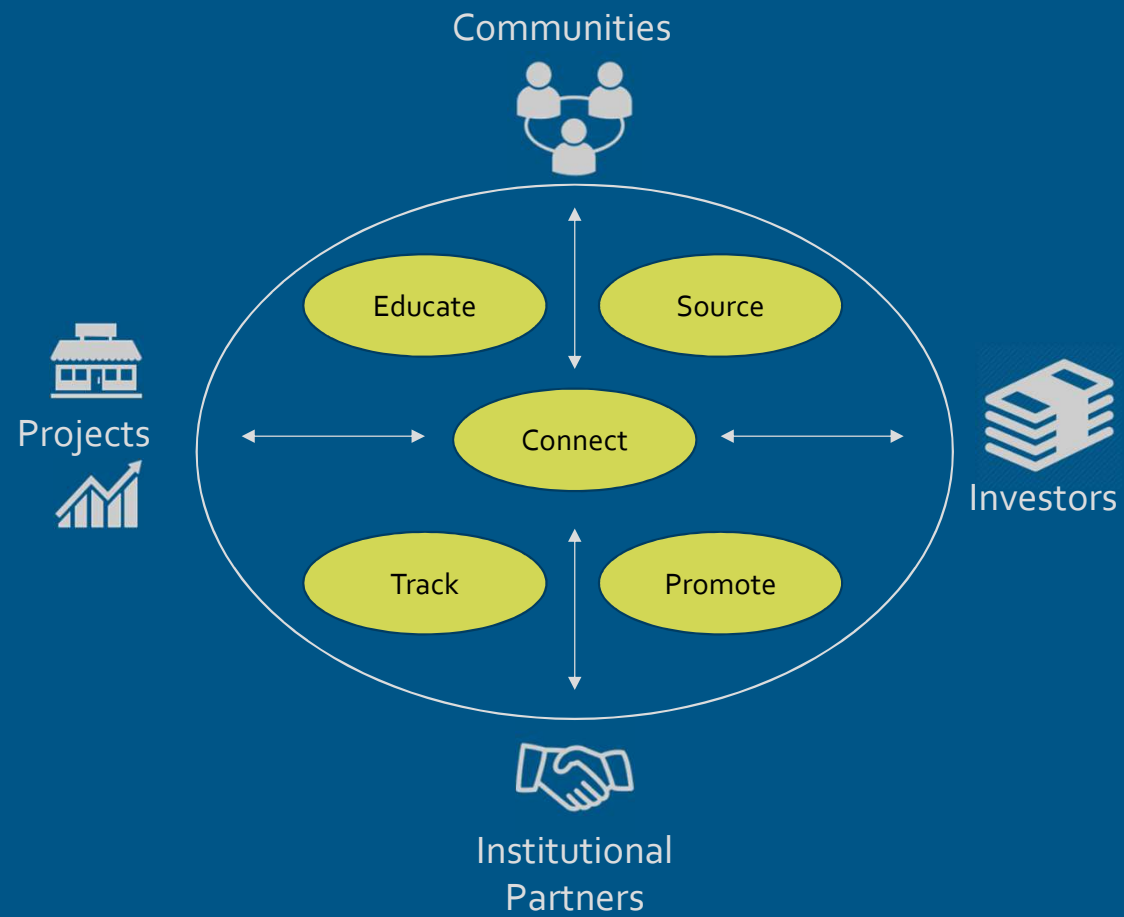 Communities
Educate
Source
Projects
Connect
Investors
Track
Promote
Institutional
Partners